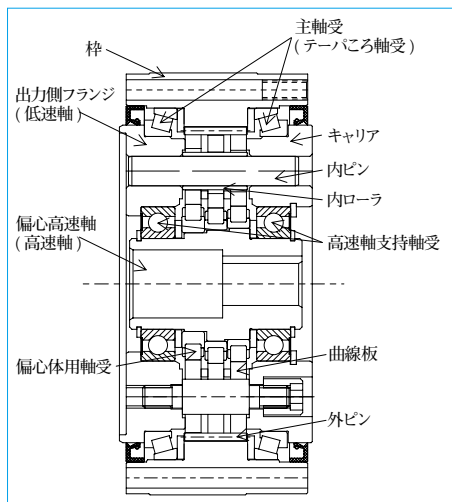 主軸受
(テーパころ軸受)
枠
出力側フランジ
(低速軸)
キャリア
内ピン
内ローラ
偏心高速軸
(高速軸)
高速軸支持軸受
偏心体用軸受
曲線板
外ピン